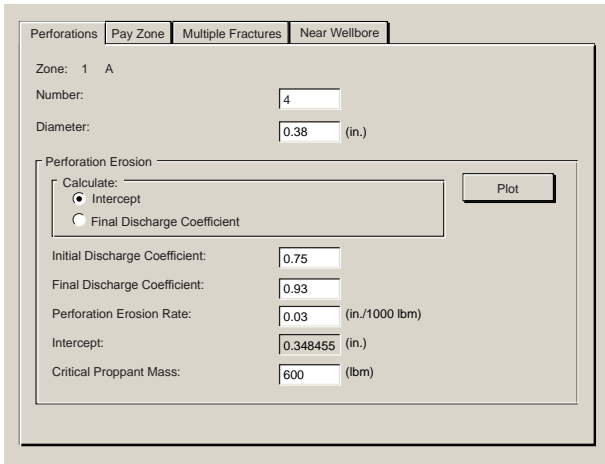 Perforations Pay Zone Multiple Fractures Near Wellbore
Zone: 1 A
Number: 4
Diameter: 0.38 (in.)
Perforation Erosion
Calculate:
Intercept
Plot
Final Discharge Coefficient
Initial Discharge Coefficient: 0.75
Final Discharge Coefficient: 0.93
Perforation Erosion Rate: 0.03 (in./1000 lbm)
Intercept: 0.348455 (in.)
Critical Proppant Mass: 600 (lbm)